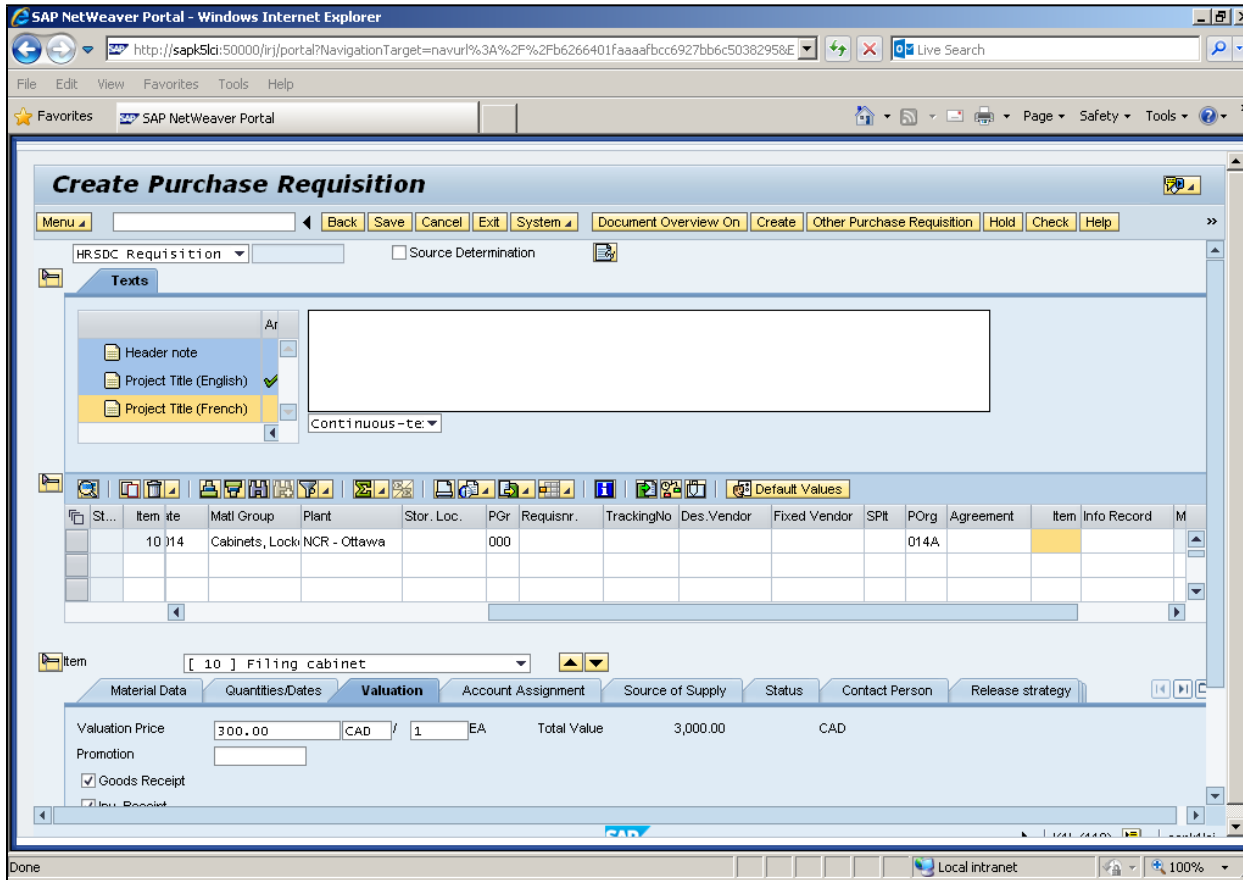 SAP NetWeaver Portal - Windows Internet Explorer
http://sapk5lci:50000/irj/portal?NavigationTarget=navurl%3A%2F%2Fb6266401faaaafbcc6927bb6c5038295&E
Live Search
File Edit View Favorites Tools Help
Favorites SAP NetWeaver Portal Page Safety Tools
Create Purchase Requisition
Menu Back Save Cancel Exit System Document Overview On Create Other Purchase Requisition Hold Check Help »
HRSDC Requisition Source Determination
Texts
Ar
Header note
Project Title (English)
Project Title (French)
Continuous-te
Default Values
St... Item ate Matl Group Plant Stor. Loc. PGr Requisnr. TrackingNo Des.Vendor Fixed Vendor SPlt POrg Agreement Item Info Record M
10 014 Cabinets, Lock NCR - Ottawa 000 014A
Item [ 10 ] Filing cabinet
Material Data Quantities/Dates Valuation Account Assignment Source of Supply Status Contact Person Release strategy
Valuation Price 300.00 CAD / 1 EA Total Value 3,000.00 CAD
Promotion
Goods Receipt
Inv. Receipt
SAP
Done Local intranet 100%